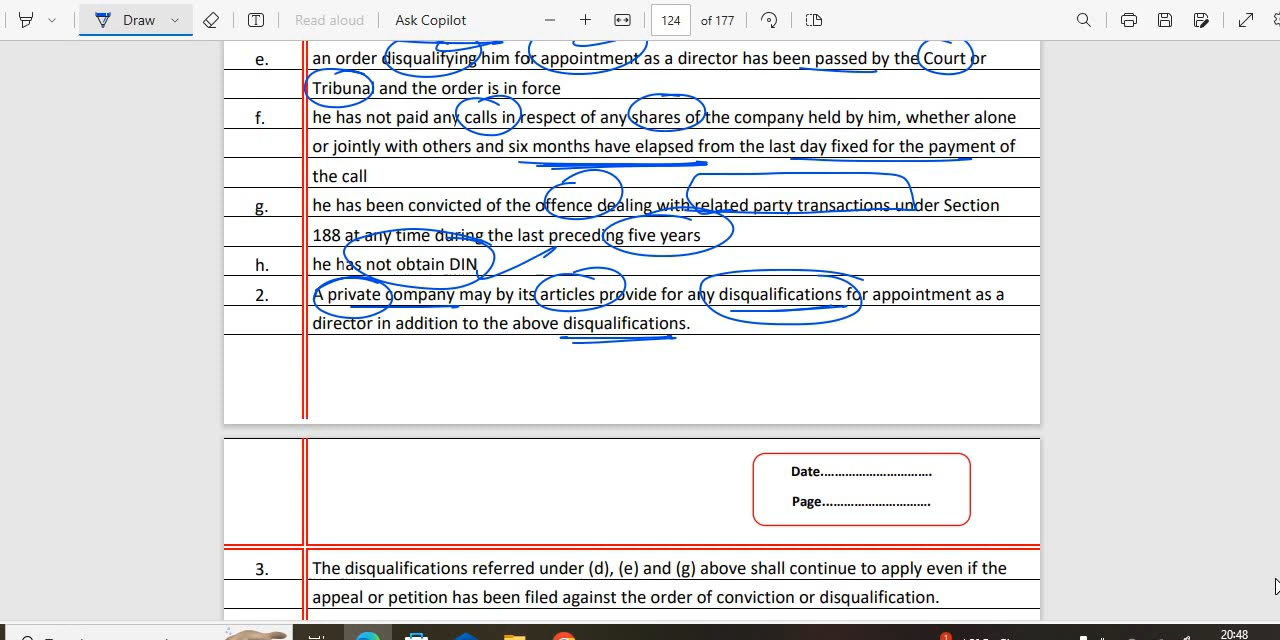 Draw
Read aloud
Ask Copilot
124 of 177
e. an order disqualifying him for appointment as a director has been passed by the Court or
Tribunal and the order is in force
f. he has not paid any calls in respect of any shares of the company held by him, whether alone
or jointly with others and six months have elapsed from the last day fixed for the payment of
the call
g. he has been convicted of the offence dealing with related party transactions under Section
188 at any time during the last preceding five years
h. he has not obtain DIN
2. A private company may by its articles provide for any disqualifications for appointment as a
director in addition to the above disqualifications.
Date................................
Page..............................
3. The disqualifications referred under (d), (e) and (g) above shall continue to apply even if the
appeal or petition has been filed against the order of conviction or disqualification.
20:48